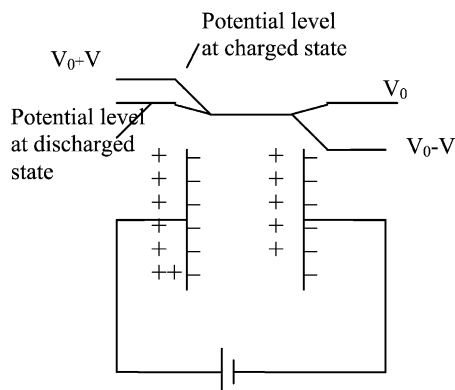 Potential level
at charged state
V₀+V
V₀
Potential level
at discharged
state
V₀-V
+ − + −
+ − + −
+ − + −
+ − + −
+ − + −
++ − −